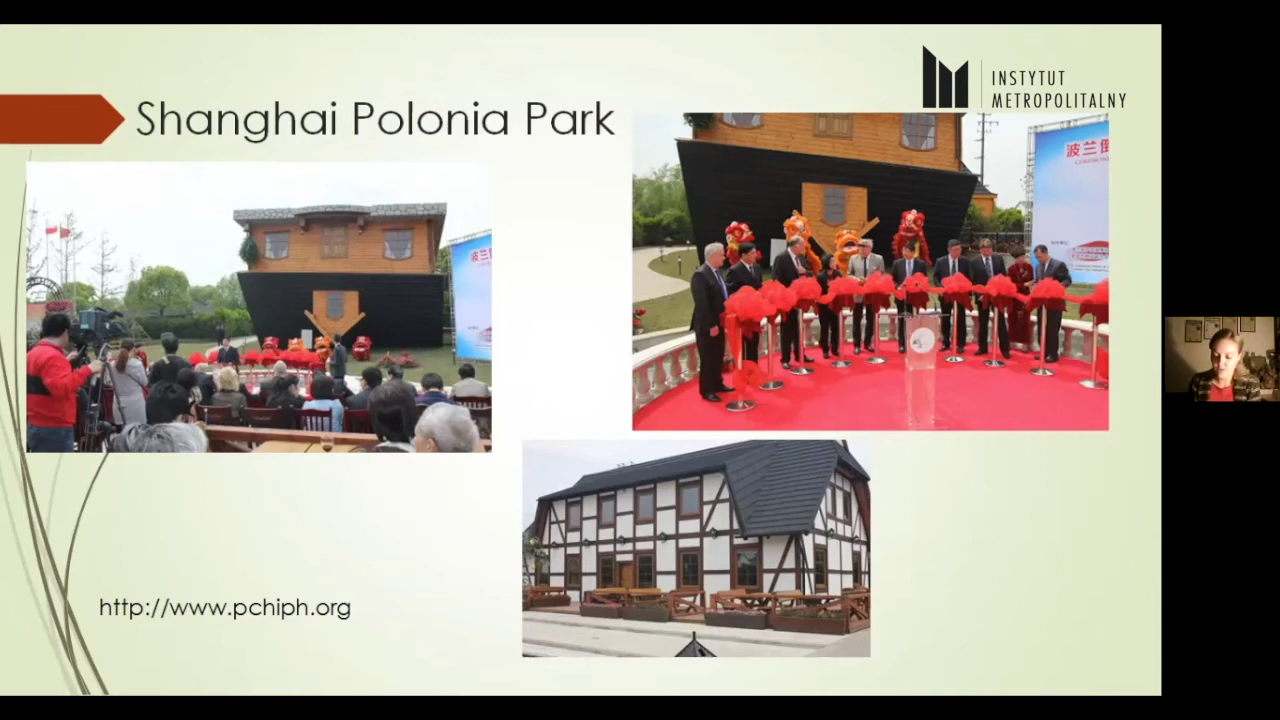 INSTYTUT
METROPOLITALNY
Shanghai Polonia Park
波兰
http://www.pchiph.org